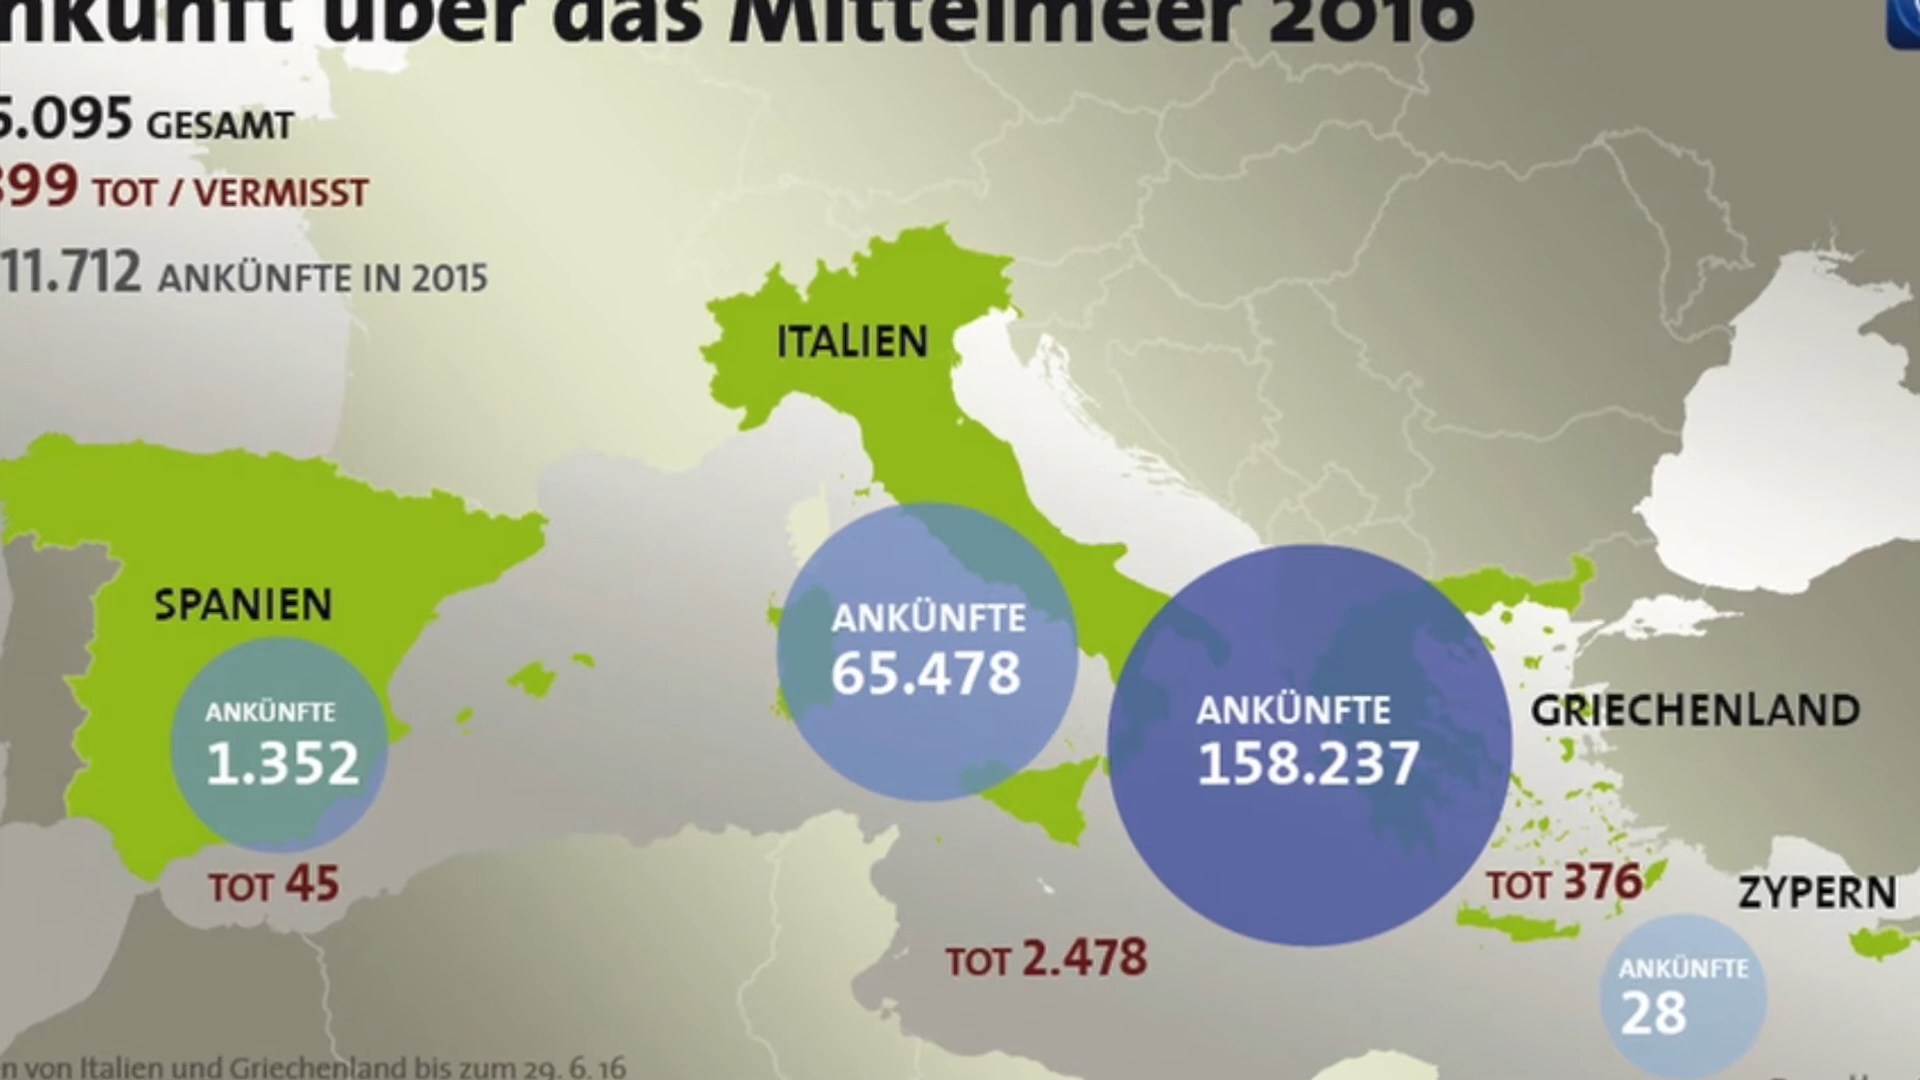 über das Mittelmeer 2016
5.095 GESAMT
899 TOT / VERMISST
11.712 ANKÜNFTE IN 2015
ITALIEN
SPANIEN
ANKÜNFTE
65.478
ANKÜNFTE
1.352
ANKÜNFTE
158.237
GRIECHENLAND
TOT 45
TOT 376
ZYPERN
TOT 2.478
ANKÜNFTE
28
von Italien und Griechenland bis zum 29. 6. 16